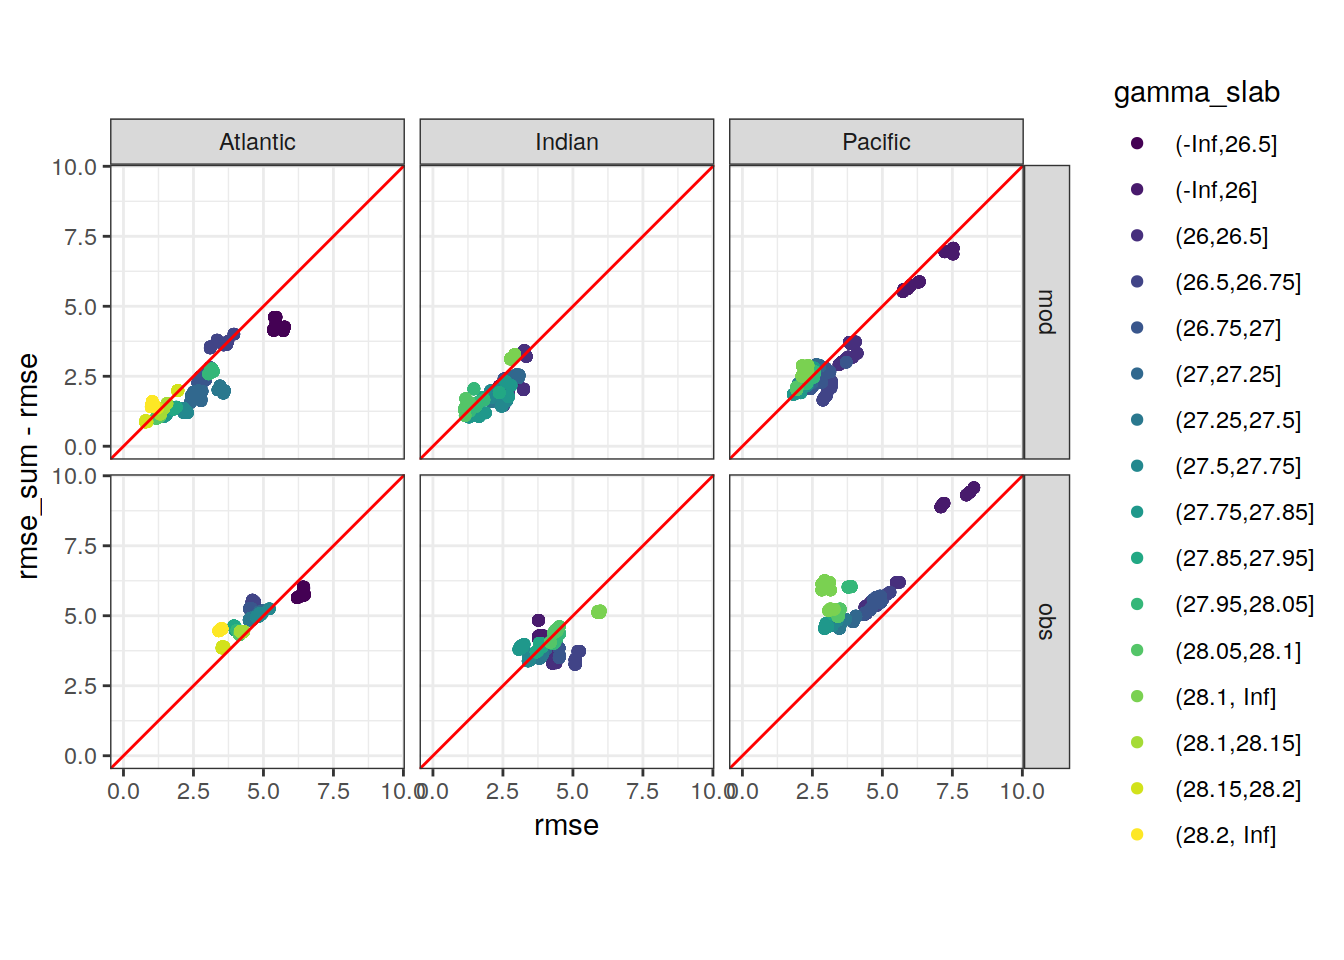 gamma_slab
Atlantic Indian Pacific
(-Inf,26.5]
(-Inf,26]
(26,26.5]
(26.5,26.75]
(26.75,27]
(27,27.25]
(27.25,27.5]
(27.5,27.75]
(27.75,27.85]
(27.85,27.95]
(27.95,28.05]
(28.05,28.1]
(28.1, Inf]
(28.1,28.15]
(28.15,28.2]
(28.2, Inf]
10.0
7.5
5.0
2.5
0.0
mod
10.0
7.5
5.0
2.5
0.0
obs
rmse_sum - rmse
0.0 2.5 5.0 7.5 10.0 0.0 2.5 5.0 7.5 10.0 0.0 2.5 5.0 7.5 10.0
rmse